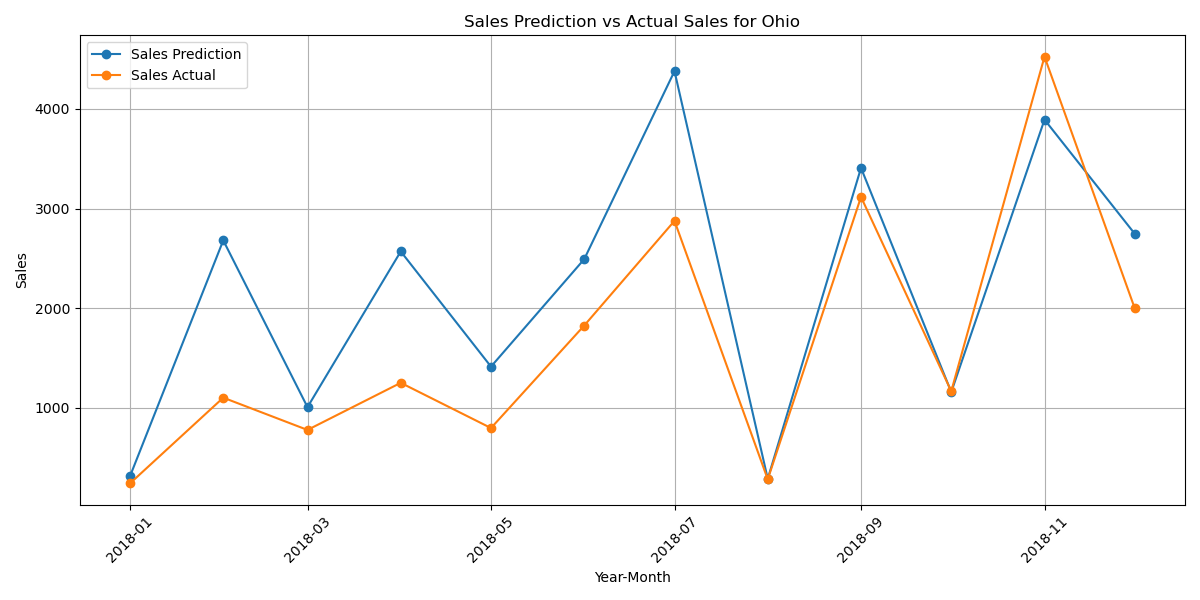 Sales Prediction vs Actual Sales for Ohio
Sales Prediction
Sales Actual
4000
3000
2000
1000
Sales
2018-01
2018-03
2018-05
2018-07
2018-09
2018-11
Year-Month